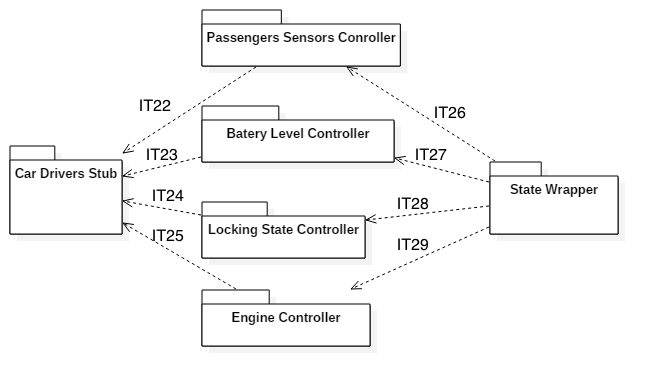 Passengers Sensors Conroller
IT22
IT26
Batery Level Controller
IT23
IT27
Car Drivers Stub
State Wrapper
IT24
IT28
Locking State Controller
IT25
IT29
Engine Controller